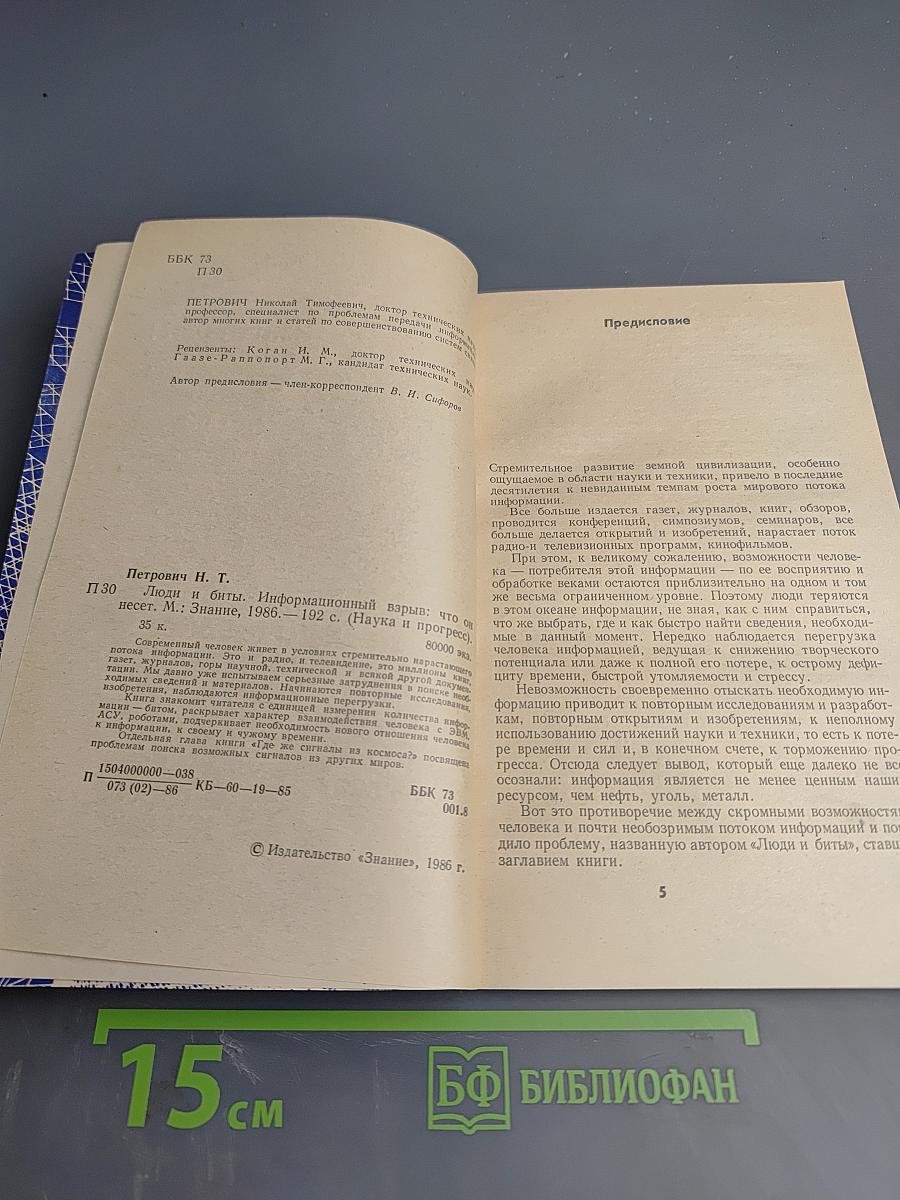 ББК 73
П 30
ПЕТРОВИЧ Николай Тимофеевич, доктор технических
профессор, специалист по проблемам передачи
автор многих книг и статей по совершенствованию систем
Рецензенты: Коган И. М., доктор технических
Гаазе-Раппопорт М. Г., кандидат технических наук.
Автор предисловия — член-корреспондент В. И. Сифоров
Петрович Н. Т.
П 30 Люди и биты. Информационный взрыв: что он
несет. М.: Знание, 1986.— 192 с. (Наука и прогресс).
35 к. 80000 экз.
Современный человек живет в условиях стремительно нарастающего
потока информации. Это и радио, и телевидение, это миллионы книг,
газет, журналов, горы научной, технической и всякой другой докумен-
тации. Мы давно уже испытываем серьезные затруднения в поиске необ-
ходимых сведений и материалов. Начинаются повторные исследования,
изобретения, наблюдаются информационные перегрузки.
Книга знакомит читателя с единицей измерения количества инфор-
мации — битом, раскрывает характер взаимодействия человека с ЭВМ,
АСУ, роботами, подчеркивает необходимость нового отношения человека
к информации, к своему и чужому времени.
Отдельная глава книги «Где же сигналы из космоса?» посвящена
проблемам поиска возможных сигналов из других миров.
П 1504000000—038
073 (02)—86 КБ—60—19—85
ББК 73
001.8
© Издательство «Знание», 1986 г.
Предисловие
Стремительное развитие земной цивилизации, особенно
ощущаемое в области науки и техники, привело в последние
десятилетия к невиданным темпам роста мирового потока
информации.
Все больше издается газет, журналов, книг, обзоров,
проводится конференций, симпозиумов, семинаров, все
больше делается открытий и изобретений, нарастает поток
радио-и телевизионных программ, кинофильмов.
При этом, к великому сожалению, возможности челове-
ка — потребителя этой информации — по ее восприятию и
обработке веками остаются приблизительно на одном и том
же весьма ограниченном уровне. Поэтому люди теряются
в этом океане информации, не зная, как с ним справиться,
что же выбрать, где и как быстро найти сведения, необходи-
мые в данный момент. Нередко наблюдается перегрузка
человека информацией, ведущая к снижению творческого
потенциала или даже к полной его потере, к острому дефи-
циту времени, быстрой утомляемости и стрессу.
Невозможность своевременно отыскать необходимую ин-
формацию приводит к повторным исследованиям и разработ-
кам, повторным открытиям и изобретениям, к неполному
использованию достижений науки и техники, то есть к поте-
ре времени и сил и, в конечном счете, к торможению про-
гресса. Отсюда следует вывод, который еще далеко не все
осознали: информация является не менее ценным наши
ресурсом, чем нефть, уголь, металл.
Вот это противоречие между скромными возможностя
человека и почти необозримым потоком информации и по
дило проблему, названную автором «Люди и биты», ставш
заглавием книги.
5
15 см
БФ БИБЛИОФАН